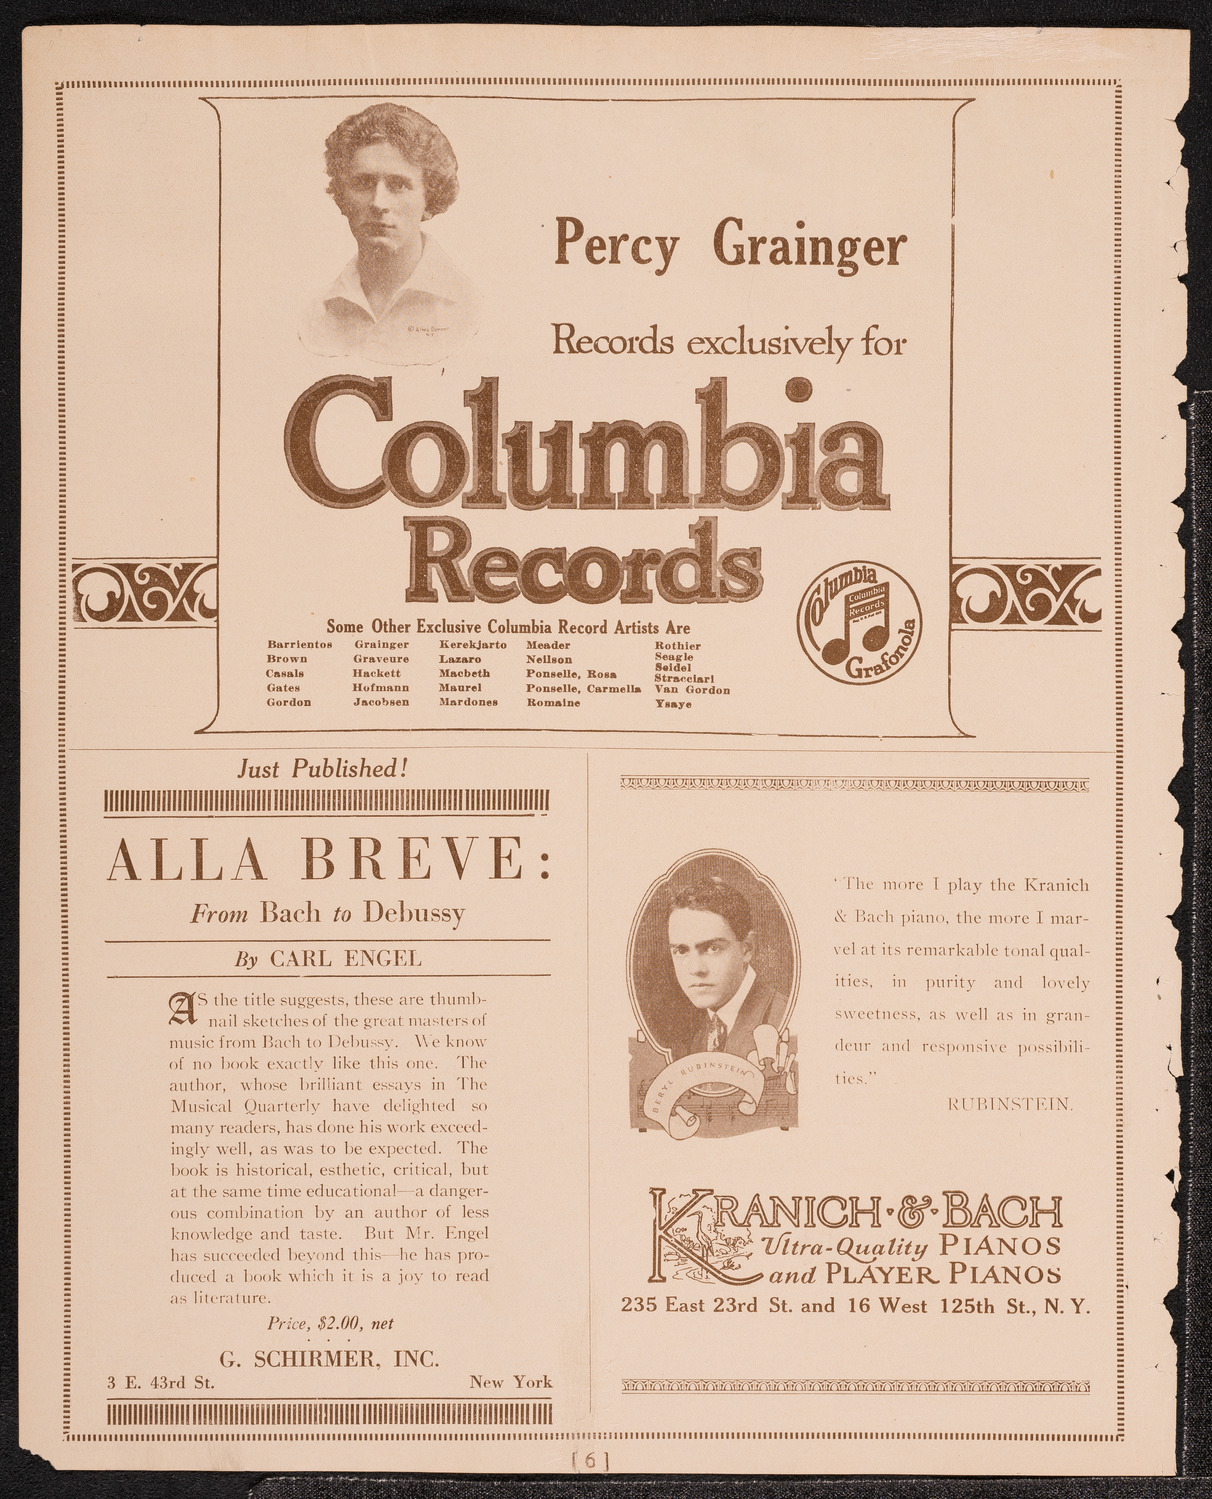 © Alfred
N.Y.
Percy Grainger
Records exclusively for
Columbia
Records
Columbia
Columbia
Records
Grafonola
Some Other Exclusive Columbia Record Artists Are
Barrientos Grainger Kerekjarto Meader Rothier
Brown Graveure Lazaro Neilson Seagle
Casals Hackett Macbeth Ponselle, Rosa Seidel
Gates Hofmann Maurel Ponselle, Carmella Stracciari
Gordon Jacobsen Mardones Romaine Van Gordon
Ysaye
Just Published!
ALLA BREVE:
From Bach to Debussy
By CARL ENGEL
AS the title suggests, these are thumb-
nail sketches of the great masters of
music from Bach to Debussy. We know
of no book exactly like this one. The
author, whose brilliant essays in The
Musical Quarterly have delighted so
many readers, has done his work exceed-
ingly well, as was to be expected. The
book is historical, esthetic, critical, but
at the same time educational—a danger-
ous combination by an author of less
knowledge and taste. But Mr. Engel
has succeeded beyond this—he has pro-
duced a book which it is a joy to read
as literature.
Price, $2.00, net
G. SCHIRMER, INC.
3 E. 43rd St. New York
BERYL RUBINSTEIN
"The more I play the Kranich
& Bach piano, the more I mar-
vel at its remarkable tonal qual-
ities, in purity and lovely
sweetness, as well as in gran-
deur and responsive possibili-
ties."
RUBINSTEIN.
KRANICH·&·BACH
Ultra-Quality PIANOS
and PLAYER PIANOS
235 East 23rd St. and 16 West 125th St., N. Y.
[6]